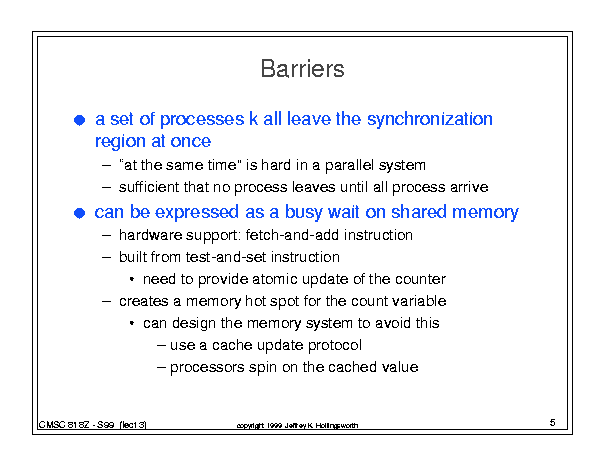 Barriers
● a set of processes k all leave the synchronization
region at once
– "at the same time" is hard in a parallel system
– sufficient that no process leaves until all process arrive
● can be expressed as a busy wait on shared memory
– hardware support: fetch-and-add instruction
– built from test-and-set instruction
• need to provide atomic update of the counter
– creates a memory hot spot for the count variable
• can design the memory system to avoid this
– use a cache update protocol
– processors spin on the cached value
CMSC 818Z - S99 (lect 3)
copyright 1999 Jeffrey K. Hollingsworth
5